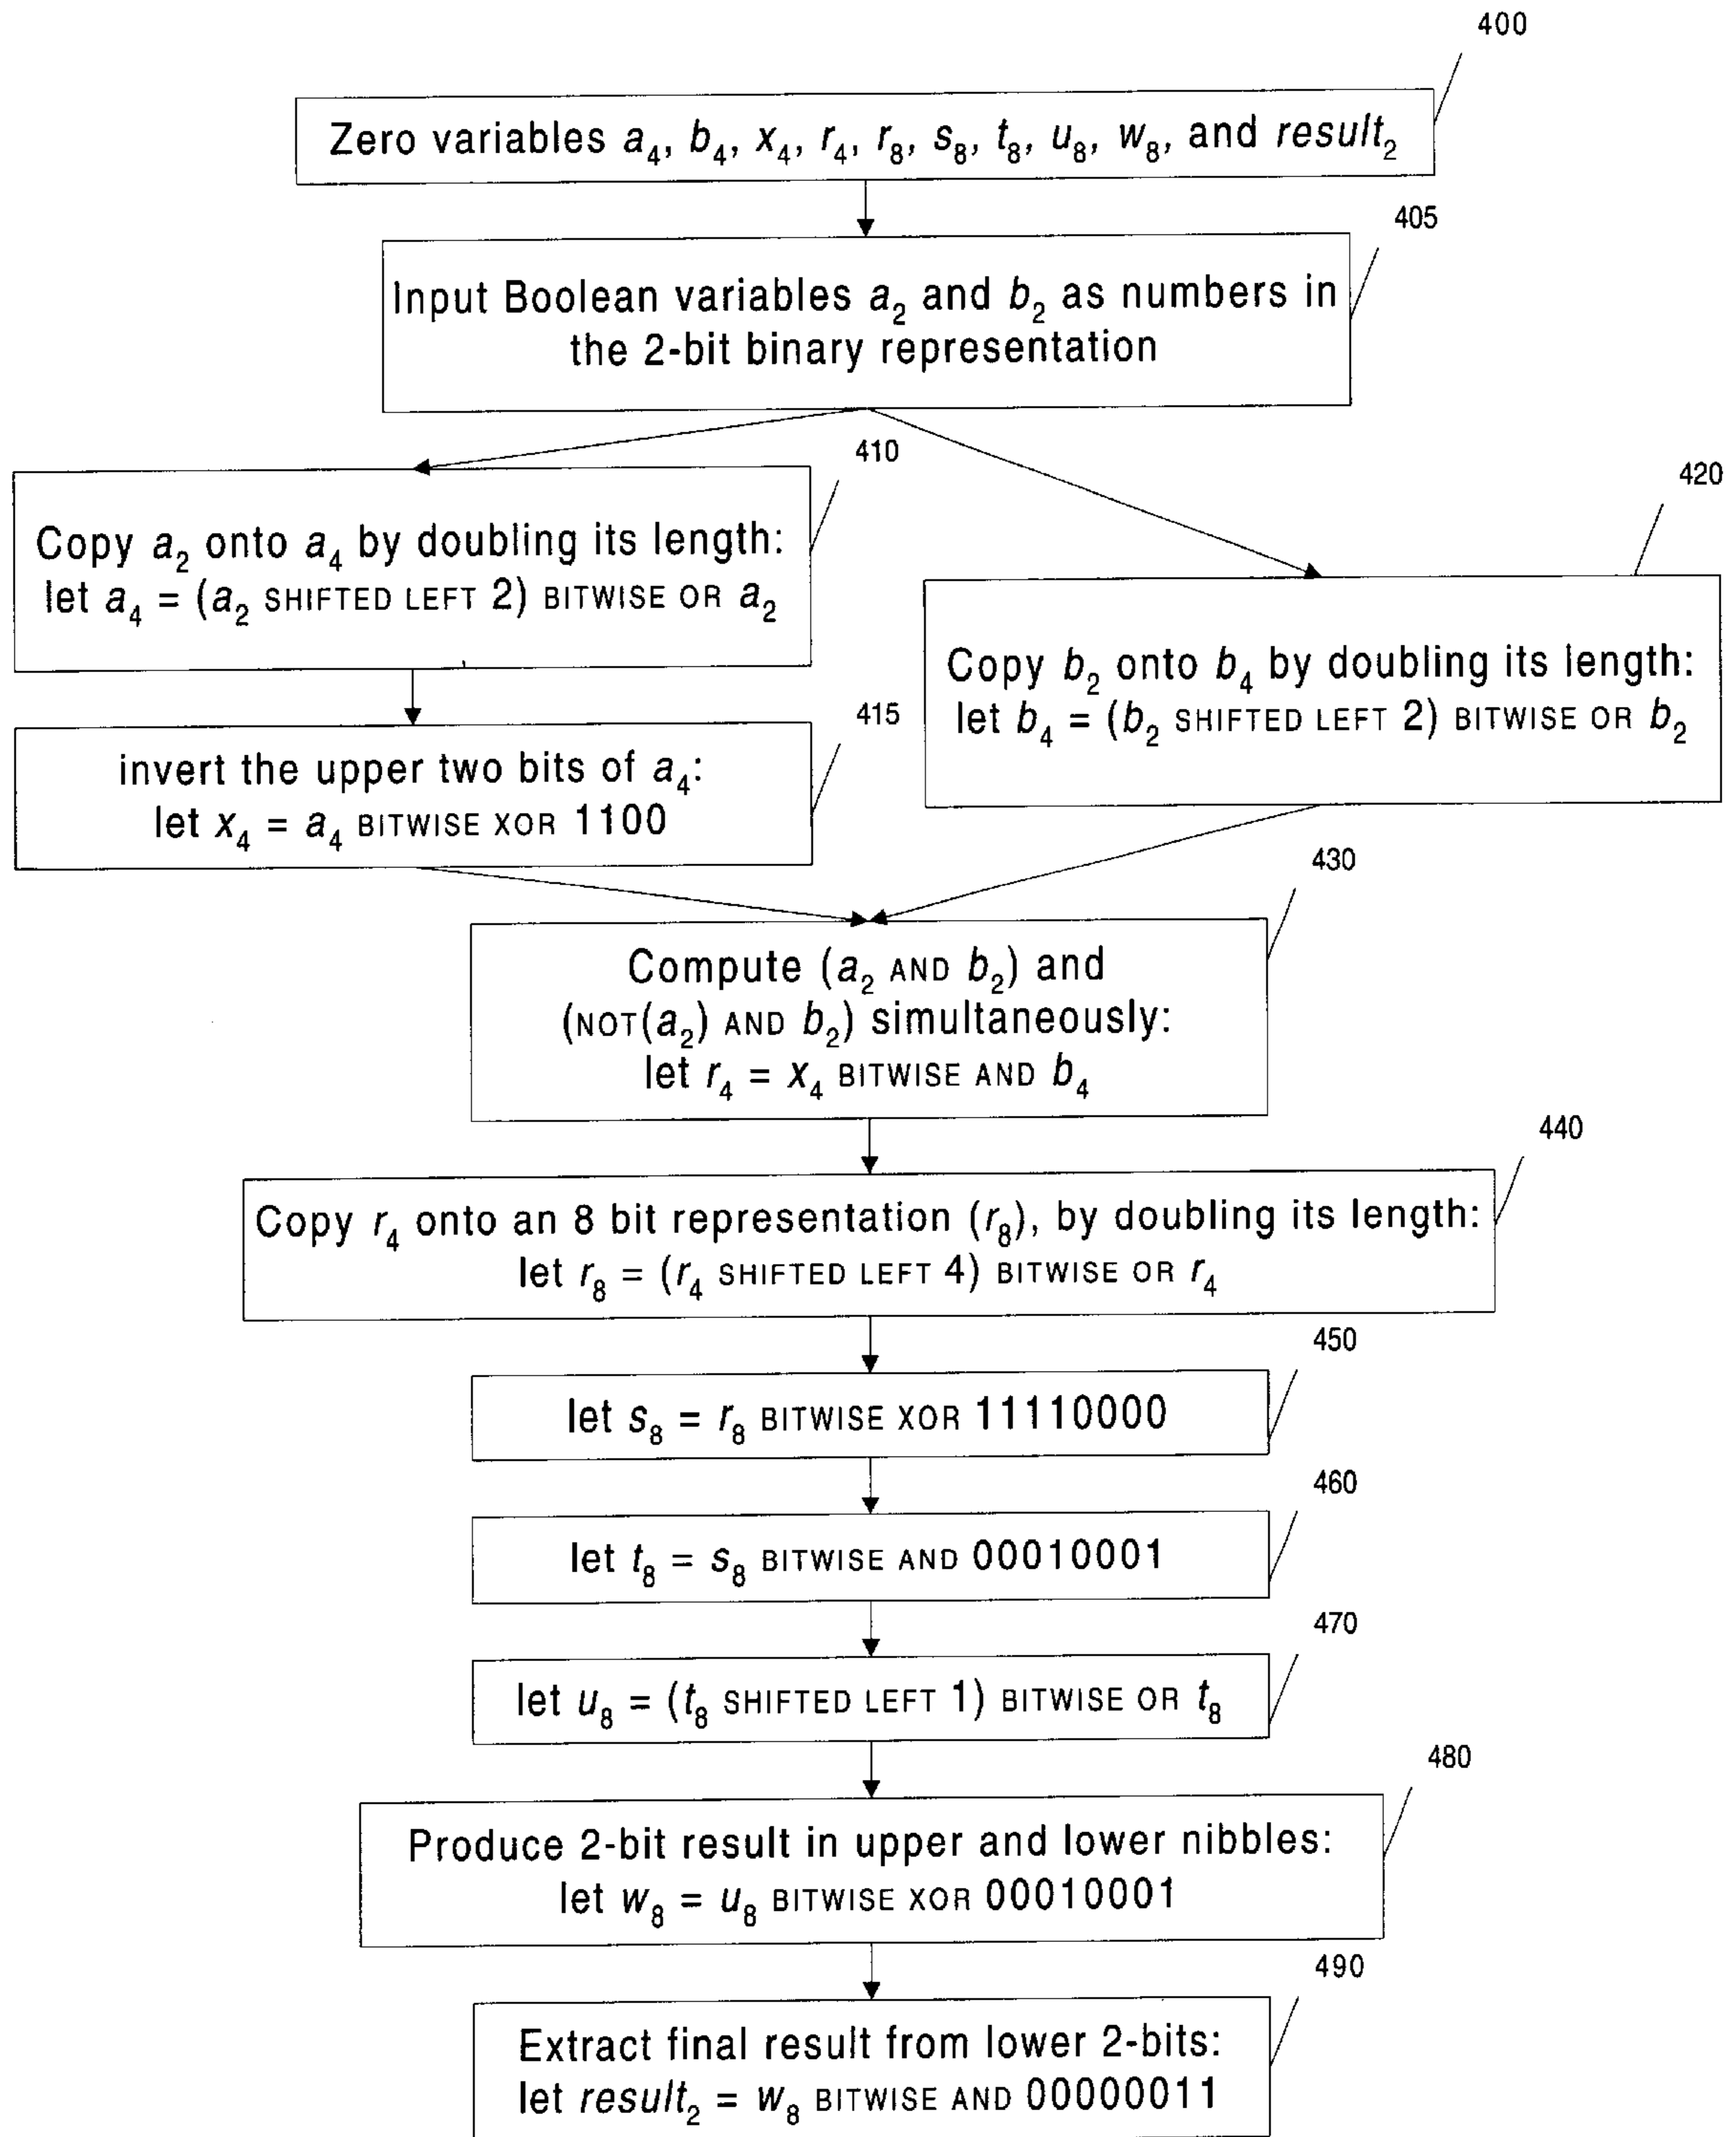 400
Zero variables a₄, b₄, x₄, r₄, r₈, s₈, t₈, u₈, w₈, and result₂
405
Input Boolean variables a₂ and b₂ as numbers in
the 2-bit binary representation
410
Copy a₂ onto a₄ by doubling its length:
let a₄ = (a₂ SHIFTED LEFT 2) BITWISE OR a₂
420
Copy b₂ onto b₄ by doubling its length:
let b₄ = (b₂ SHIFTED LEFT 2) BITWISE OR b₂
415
invert the upper two bits of a₄:
let x₄ = a₄ BITWISE XOR 1100
430
Compute (a₂ AND b₂) and
(NOT(a₂) AND b₂) simultaneously:
let r₄ = x₄ BITWISE AND b₄
440
Copy r₄ onto an 8 bit representation (r₈), by doubling its length:
let r₈ = (r₄ SHIFTED LEFT 4) BITWISE OR r₄
450
let s₈ = r₈ BITWISE XOR 11110000
460
let t₈ = s₈ BITWISE AND 00010001
470
let u₈ = (t₈ SHIFTED LEFT 1) BITWISE OR t₈
480
Produce 2-bit result in upper and lower nibbles:
let w₈ = u₈ BITWISE XOR 00010001
490
Extract final result from lower 2-bits:
let result₂ = w₈ BITWISE AND 00000011